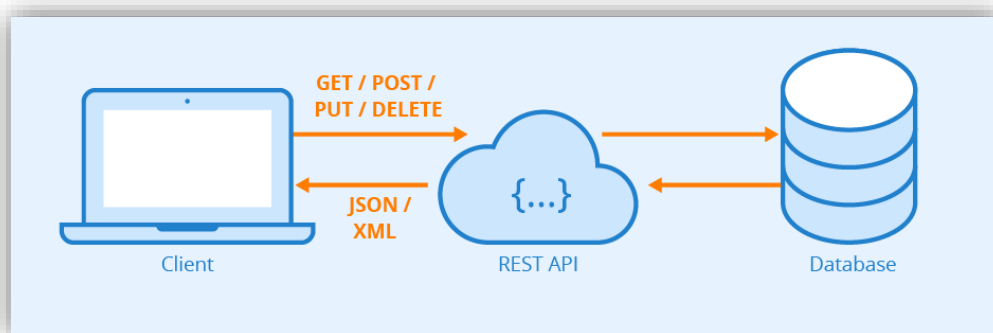 GET / POST /
PUT / DELETE
{...}
JSON /
XML
Client
REST API
Database